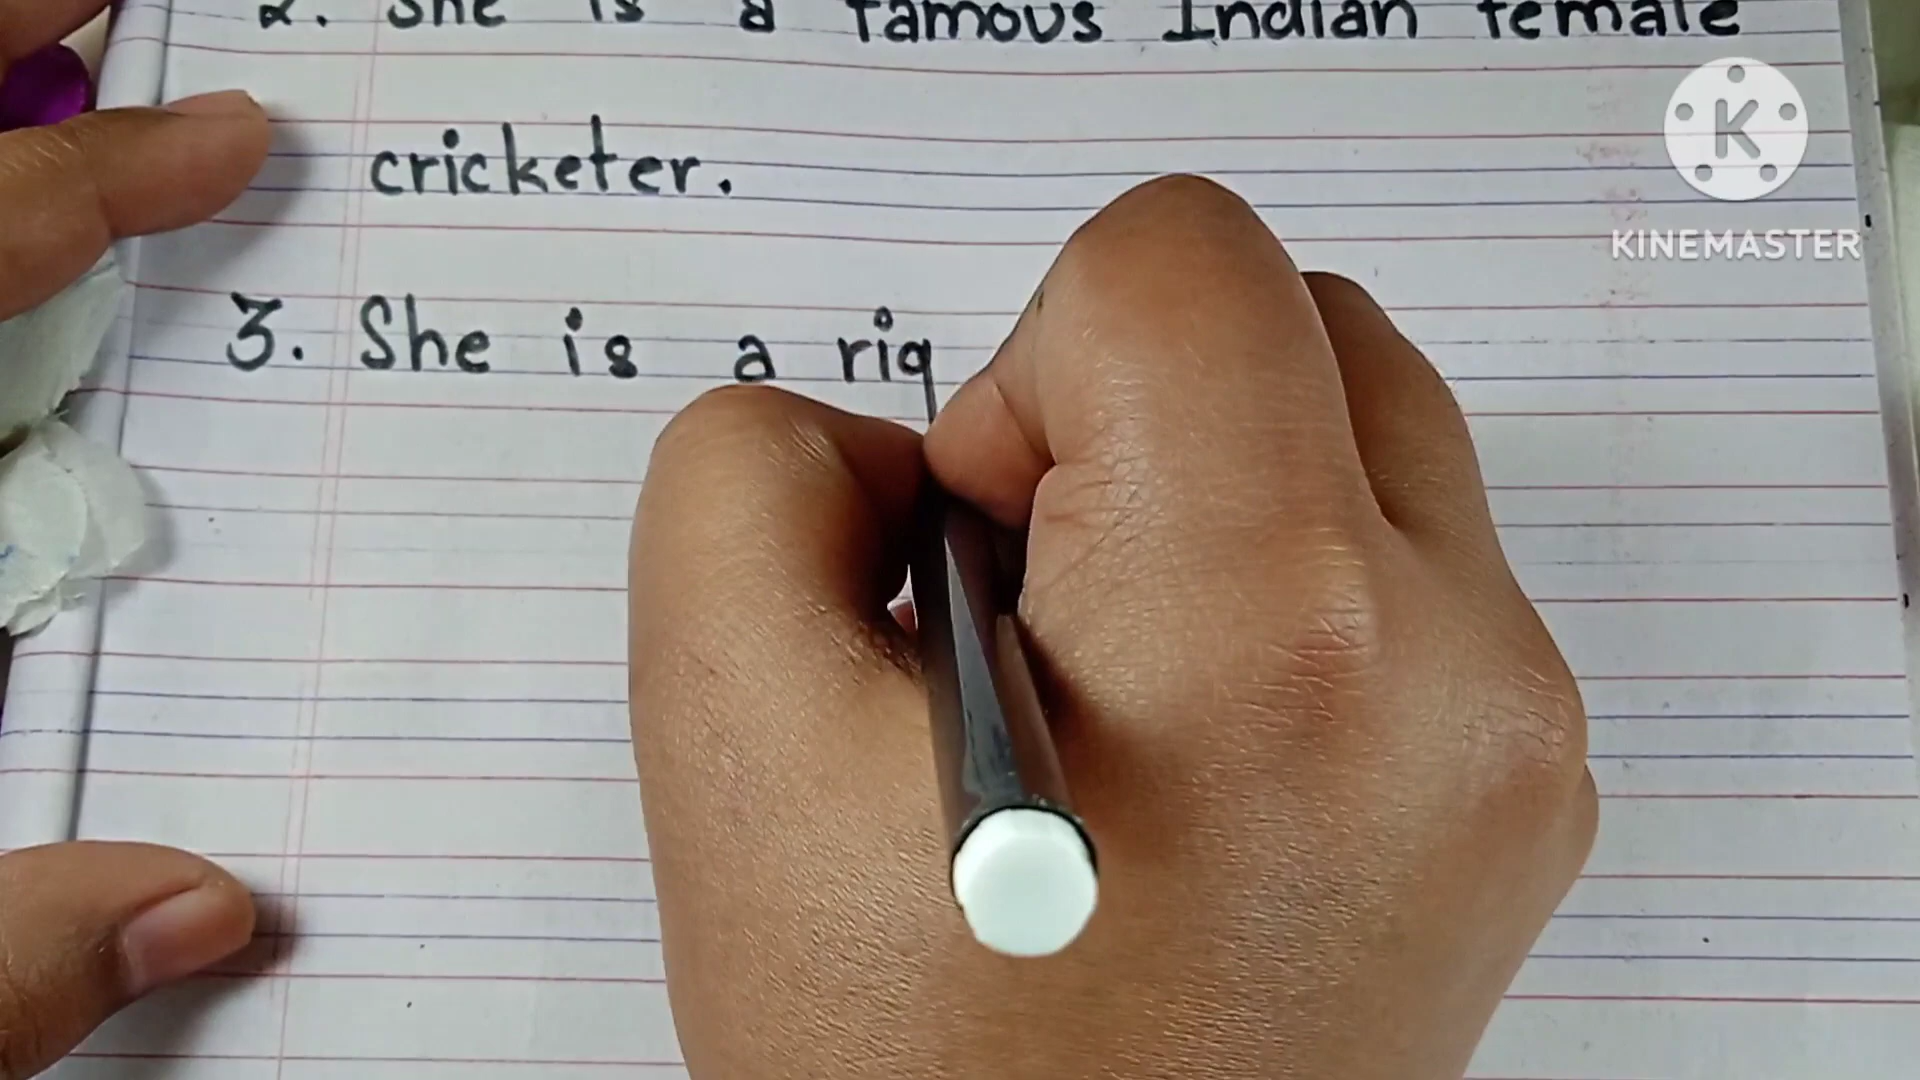 2. She is a famous Indian female
cricketer.
3. She is a rig
K
KINEMASTER